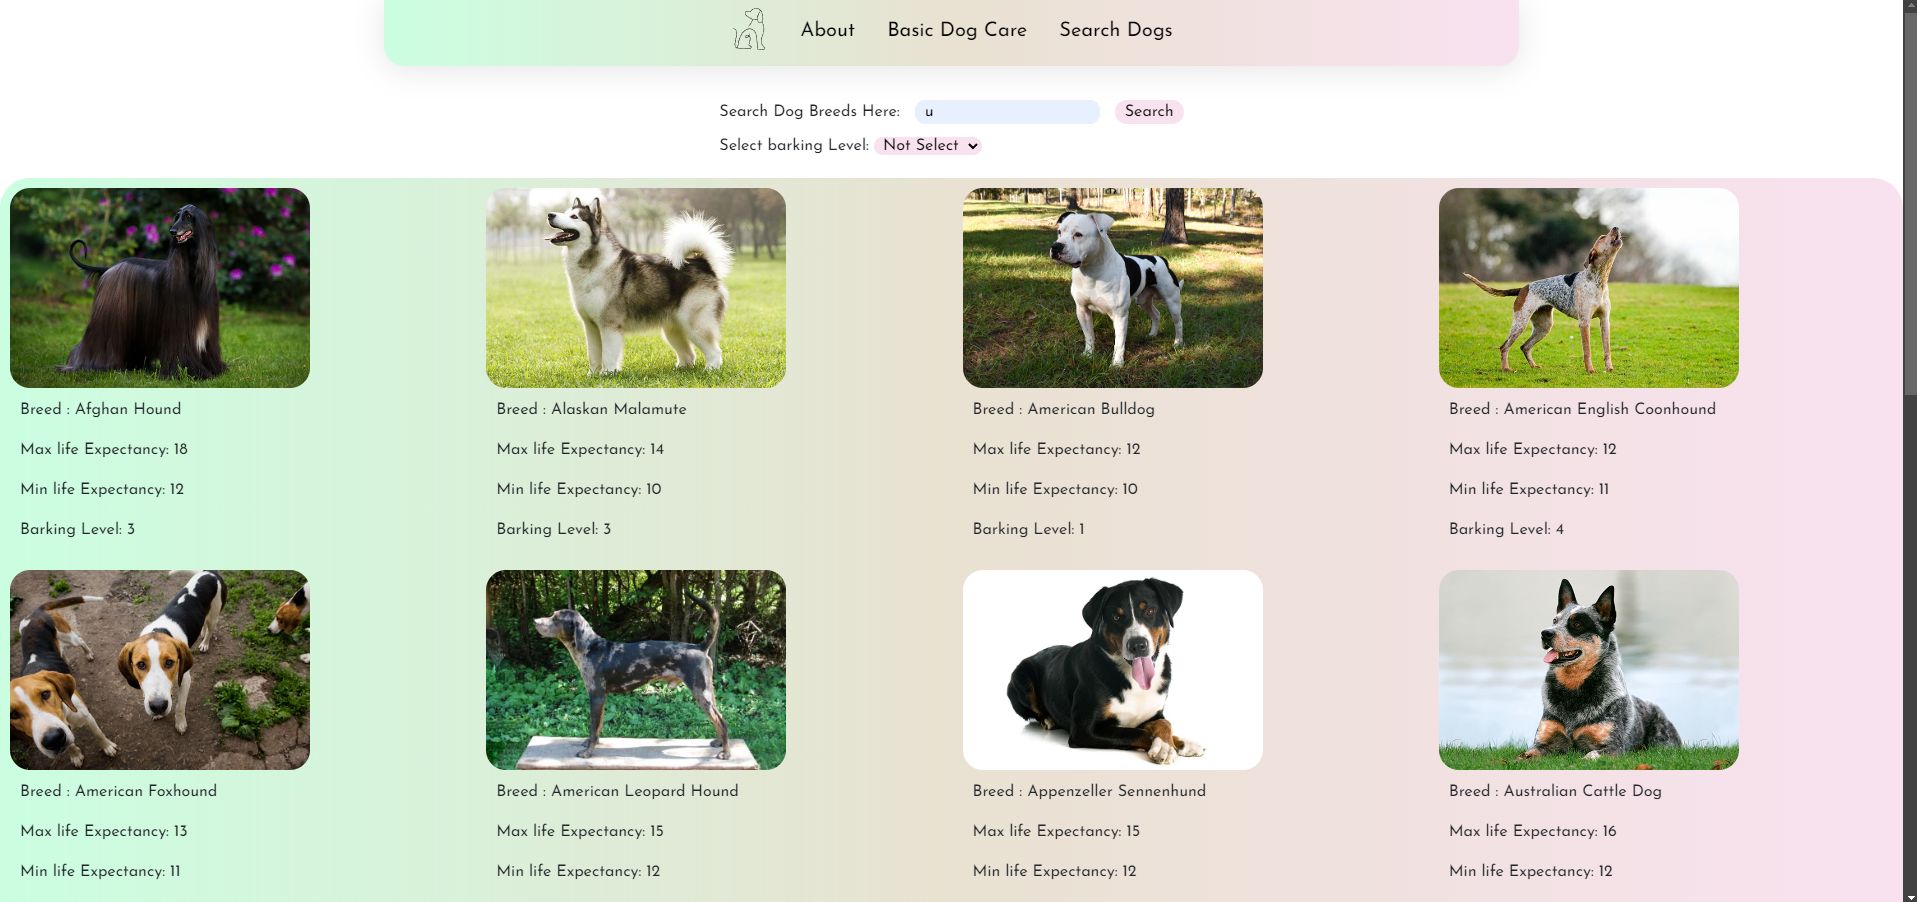 About Basic Dog Care Search Dogs
Search Dog Breeds Here: u Search
Select barking Level: Not Select
Breed : Afghan Hound
Max life Expectancy: 18
Min life Expectancy: 12
Barking Level: 3
Breed : Alaskan Malamute
Max life Expectancy: 14
Min life Expectancy: 10
Barking Level: 3
Breed : American Bulldog
Max life Expectancy: 12
Min life Expectancy: 10
Barking Level: 1
Breed : American English Coonhound
Max life Expectancy: 12
Min life Expectancy: 11
Barking Level: 4
Breed : American Foxhound
Max life Expectancy: 13
Min life Expectancy: 11
Breed : American Leopard Hound
Max life Expectancy: 15
Min life Expectancy: 12
Breed : Appenzeller Sennenhund
Max life Expectancy: 15
Min life Expectancy: 12
Breed : Australian Cattle Dog
Max life Expectancy: 16
Min life Expectancy: 12